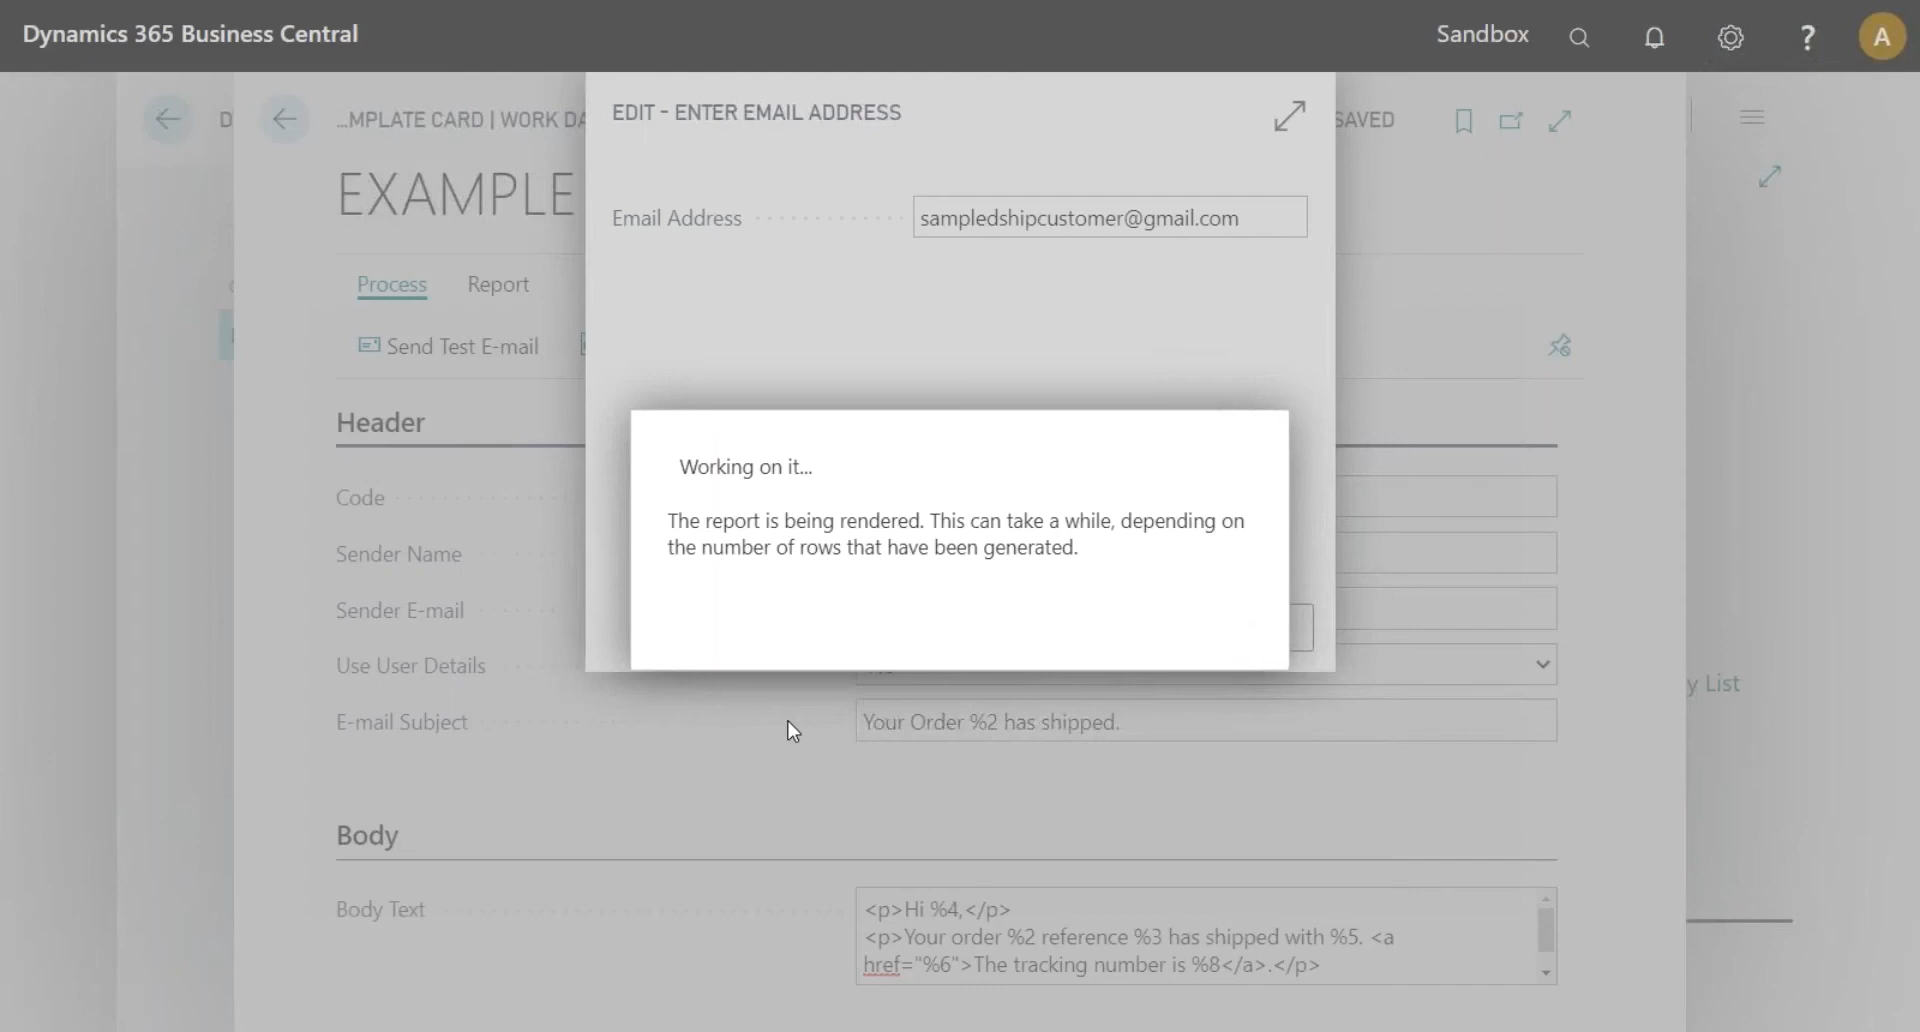 Dynamics 365 Business Central
Sandbox
?
A
D
...MPLATE CARD | WORK DA
EDIT - ENTER EMAIL ADDRESS
SAVED
EXAMPLE
Email Address
sampledshipcustomer@gmail.com
Process
Report
Send Test E-mail
Header
Working on it...
The report is being rendered. This can take a while, depending on
the number of rows that have been generated.
Code
Sender Name
Sender E-mail
Use User Details
y List
E-mail Subject
Your Order %2 has shipped.
Body
Body Text
<p>Hi %4,</p>
<p>Your order %2 reference %3 has shipped with %5. <a
href="%6">The tracking number is %8</a>.</p>